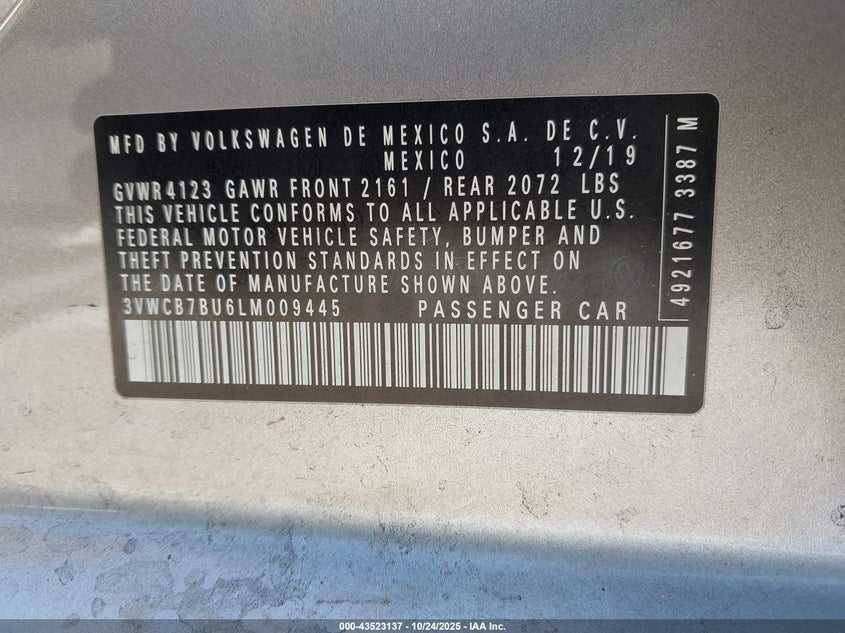 MFD BY VOLKSWAGEN DE MEXICO S.A. DE C.V.
MEXICO 12/19
GVWR 4123 GAWR FRONT 2161 / REAR 2072 LBS
THIS VEHICLE CONFORMS TO ALL APPLICABLE U.S.
FEDERAL MOTOR VEHICLE SAFETY, BUMPER AND
THEFT PREVENTION STANDARDS IN EFFECT ON
THE DATE OF MANUFACTURE SHOWN ABOVE.
3VWCB7BU6LM009445 PASSENGER CAR
4921677 3387 M
000-43523137 - 10/24/2025 - IAA Inc.